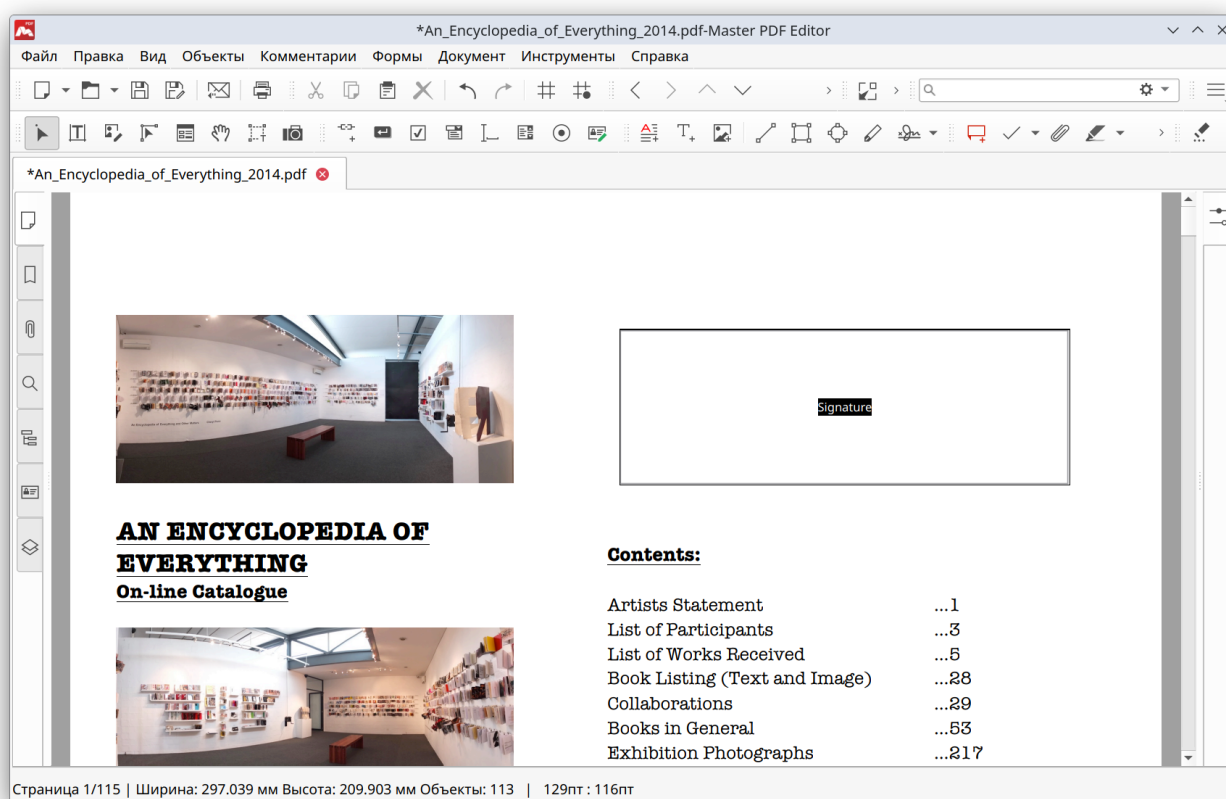 *An_Encyclopedia_of_Everything_2014.pdf-Master PDF Editor
Файл Правка Вид Объекты Комментарии Формы Документ Инструменты Справка
*An_Encyclopedia_of_Everything_2014.pdf
Signature
AN ENCYCLOPEDIA OF
EVERYTHING
On-line Catalogue
Contents:
Artists Statement ...1
List of Participants ...3
List of Works Received ...5
Book Listing (Text and Image) ...28
Collaborations ...29
Books in General ...53
Exhibition Photographs ...217
Страница 1/115 | Ширина: 297.039 мм Высота: 209.903 мм Объекты: 113 | 129пт : 116пт